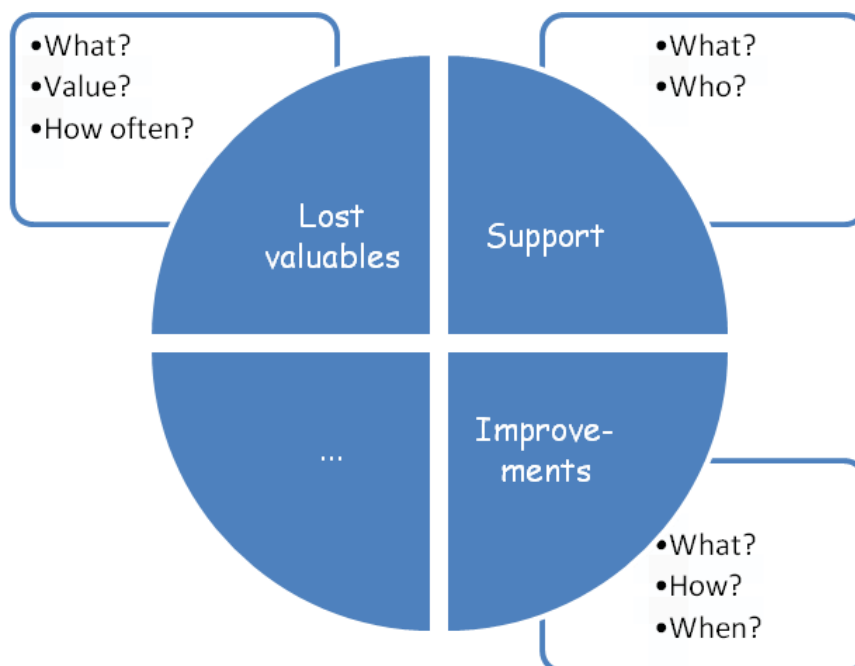 •What?
•Value?
•How often?
•What?
•Who?
Lost
valuables
Support
...
Improve-
ments
•What?
•How?
•When?